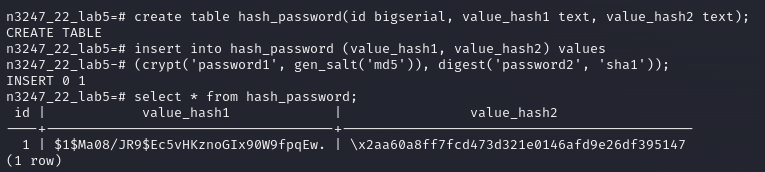 n3247_22_lab5=# create table hash_password(id bigserial, value_hash1 text, value_hash2 text);
CREATE TABLE
n3247_22_lab5=# insert into hash_password (value_hash1, value_hash2) values
n3247_22_lab5-# (crypt('password1', gen_salt('md5')), digest('password2', 'sha1'));
INSERT 0 1
n3247_22_lab5=# select * from hash_password;
 id |            value_hash1             |                value_hash2
----+------------------------------------+--------------------------------------------
  1 | $1$Ma08/JR9$Ec5vHKznoGIx90W9fpqEw. | \x2aa60a8ff7fcd473d321e0146afd9e26df395147
(1 row)